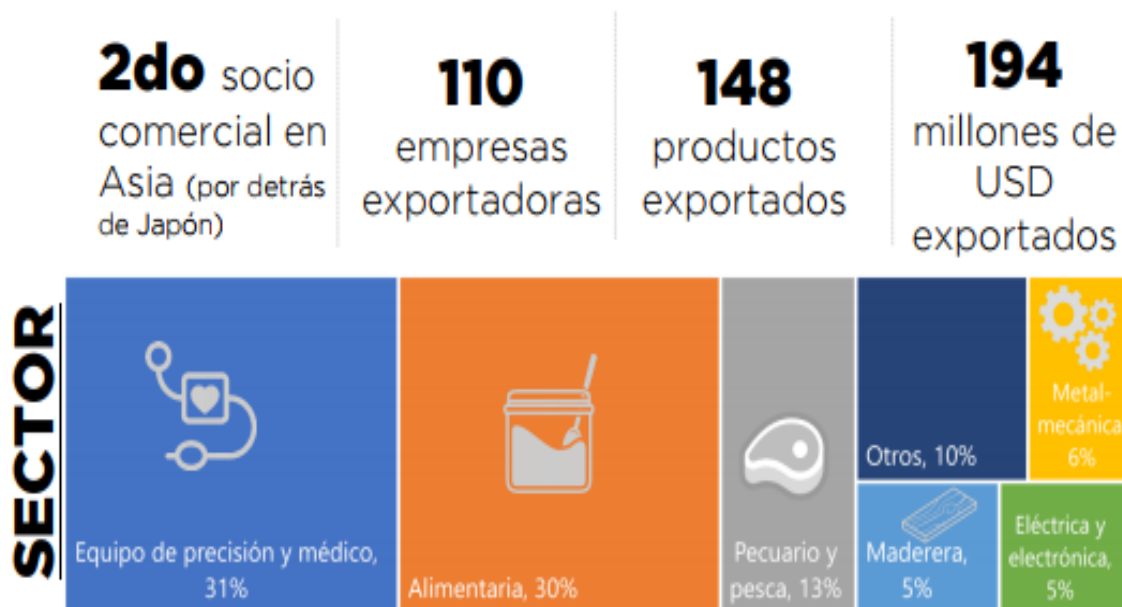 2do socio
comercial en
Asia (por detrás
de Japón)
110
empresas
exportadoras
148
productos
exportados
194
millones de
USD
exportados
SECTOR
Equipo de precisión y médico,
31%
Alimentaria, 30%
Pecuario y
pesca, 13%
Otros, 10%
Metal-
mecánica
6%
Maderera,
5%
Eléctrica y
electrónica,
5%